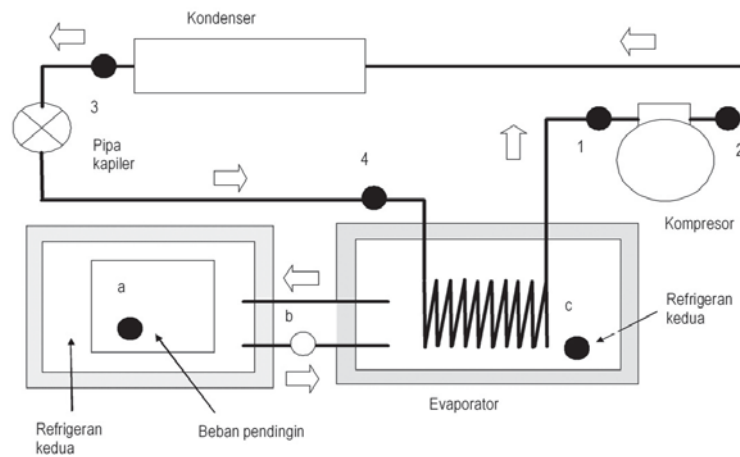 Kondenser
3
Pipa
kapiler
4
1
2
Kompresor
a
b
c
Refrigeran
kedua
Evaporator
Refrigeran
kedua
Beban pendingin